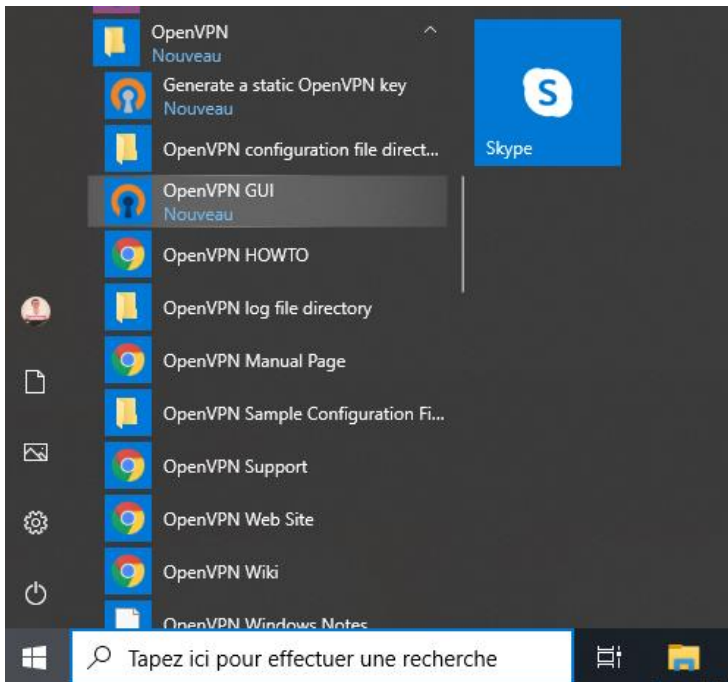 OpenVPN
Nouveau
Generate a static OpenVPN key
Nouveau
OpenVPN configuration file direct...
OpenVPN GUI
Nouveau
OpenVPN HOWTO
OpenVPN log file directory
OpenVPN Manual Page
OpenVPN Sample Configuration Fi...
OpenVPN Support
OpenVPN Web Site
OpenVPN Wiki
OpenVPN Windows Notes
S
Skype
Tapez ici pour effectuer une recherche